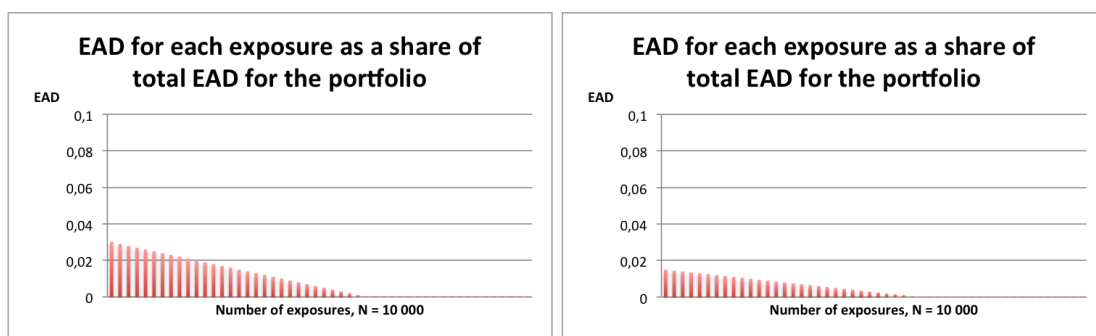 EAD for each exposure as a share of
total EAD for the portfolio
EAD
0,1
0,08
0,06
0,04
0,02
0
Number of exposures, N = 10 000
EAD for each exposure as a share of
total EAD for the portfolio
EAD
0,1
0,08
0,06
0,04
0,02
0
Number of exposures, N = 10 000